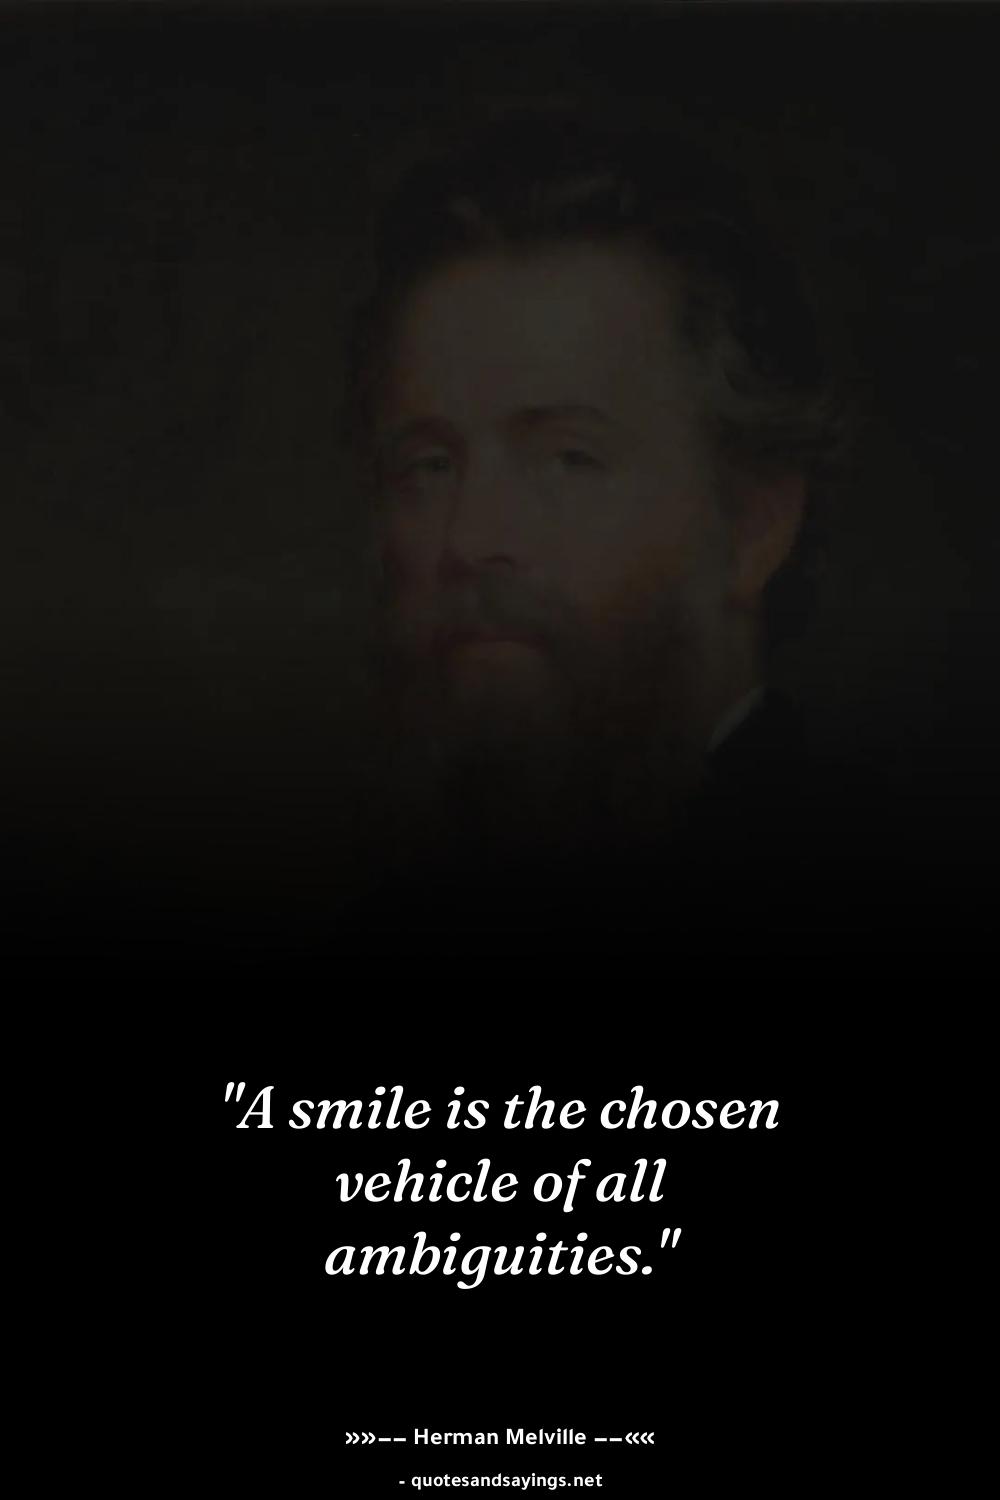 "A smile is the chosen
vehicle of all
ambiguities."
»»–– Herman Melville ––««
- quotesandsayings.net